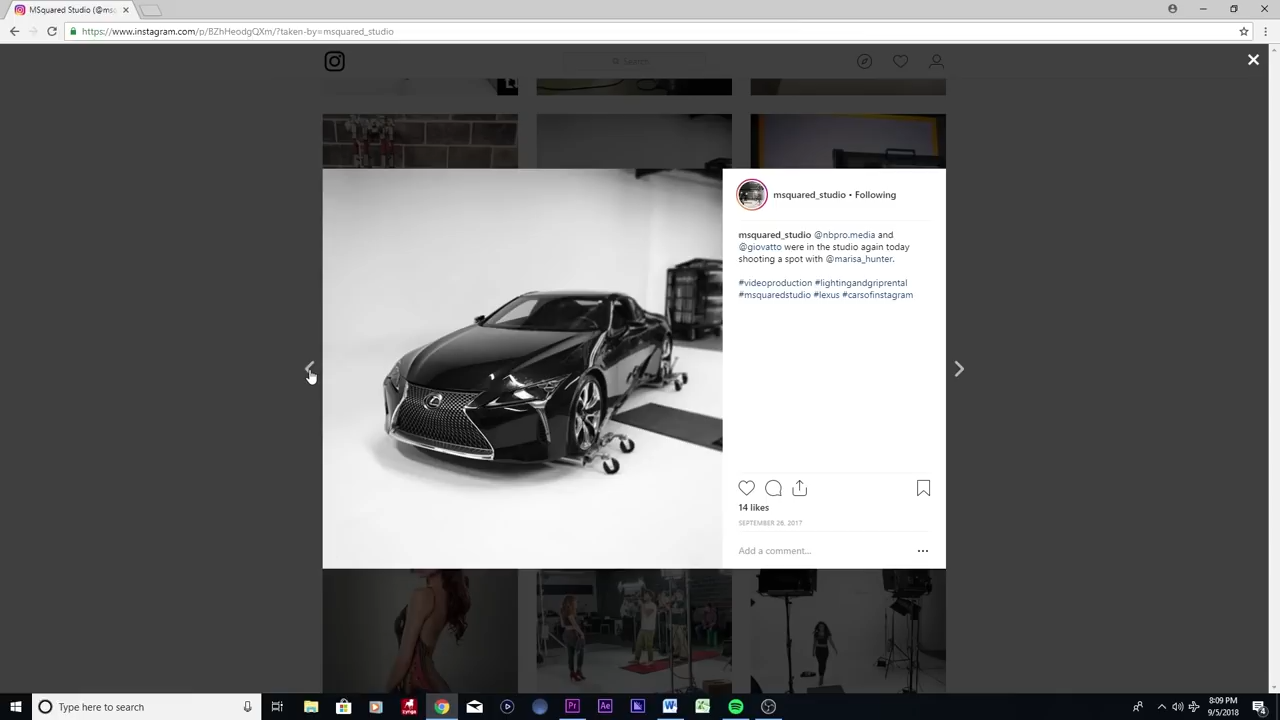 MSquared Studio (@ms
https://www.instagram.com/p/BZhHeodgQXm/?taken-by=msquared_studio
Search
msquared_studio • Following
msquared_studio @nbpro.media and
@giovatto were in the studio again today
shooting a spot with @marisa_hunter.
#videoproduction #lightingandgriprental
#msquaredstudio #lexus #carsofinstagram
14 likes
SEPTEMBER 26, 2017
Add a comment...
Type here to search
8:09 PM
9/5/2018